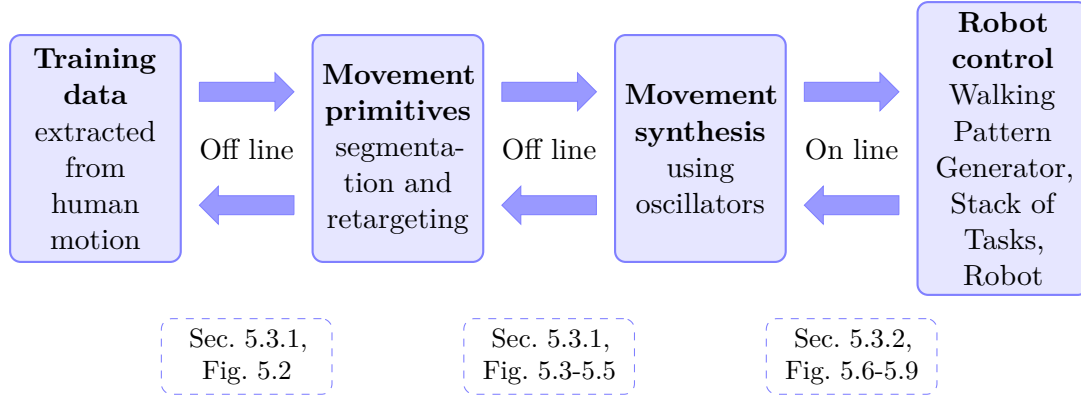 Training
data
extracted
from
human
motion
Off line
Movement
primitives
segmenta-
tion and
retargeting
Off line
Movement
synthesis
using
oscillators
On line
Robot
control
Walking
Pattern
Generator,
Stack of
Tasks,
Robot
Sec. 5.3.1,
Fig. 5.2
Sec. 5.3.1,
Fig. 5.3-5.5
Sec. 5.3.2,
Fig. 5.6-5.9